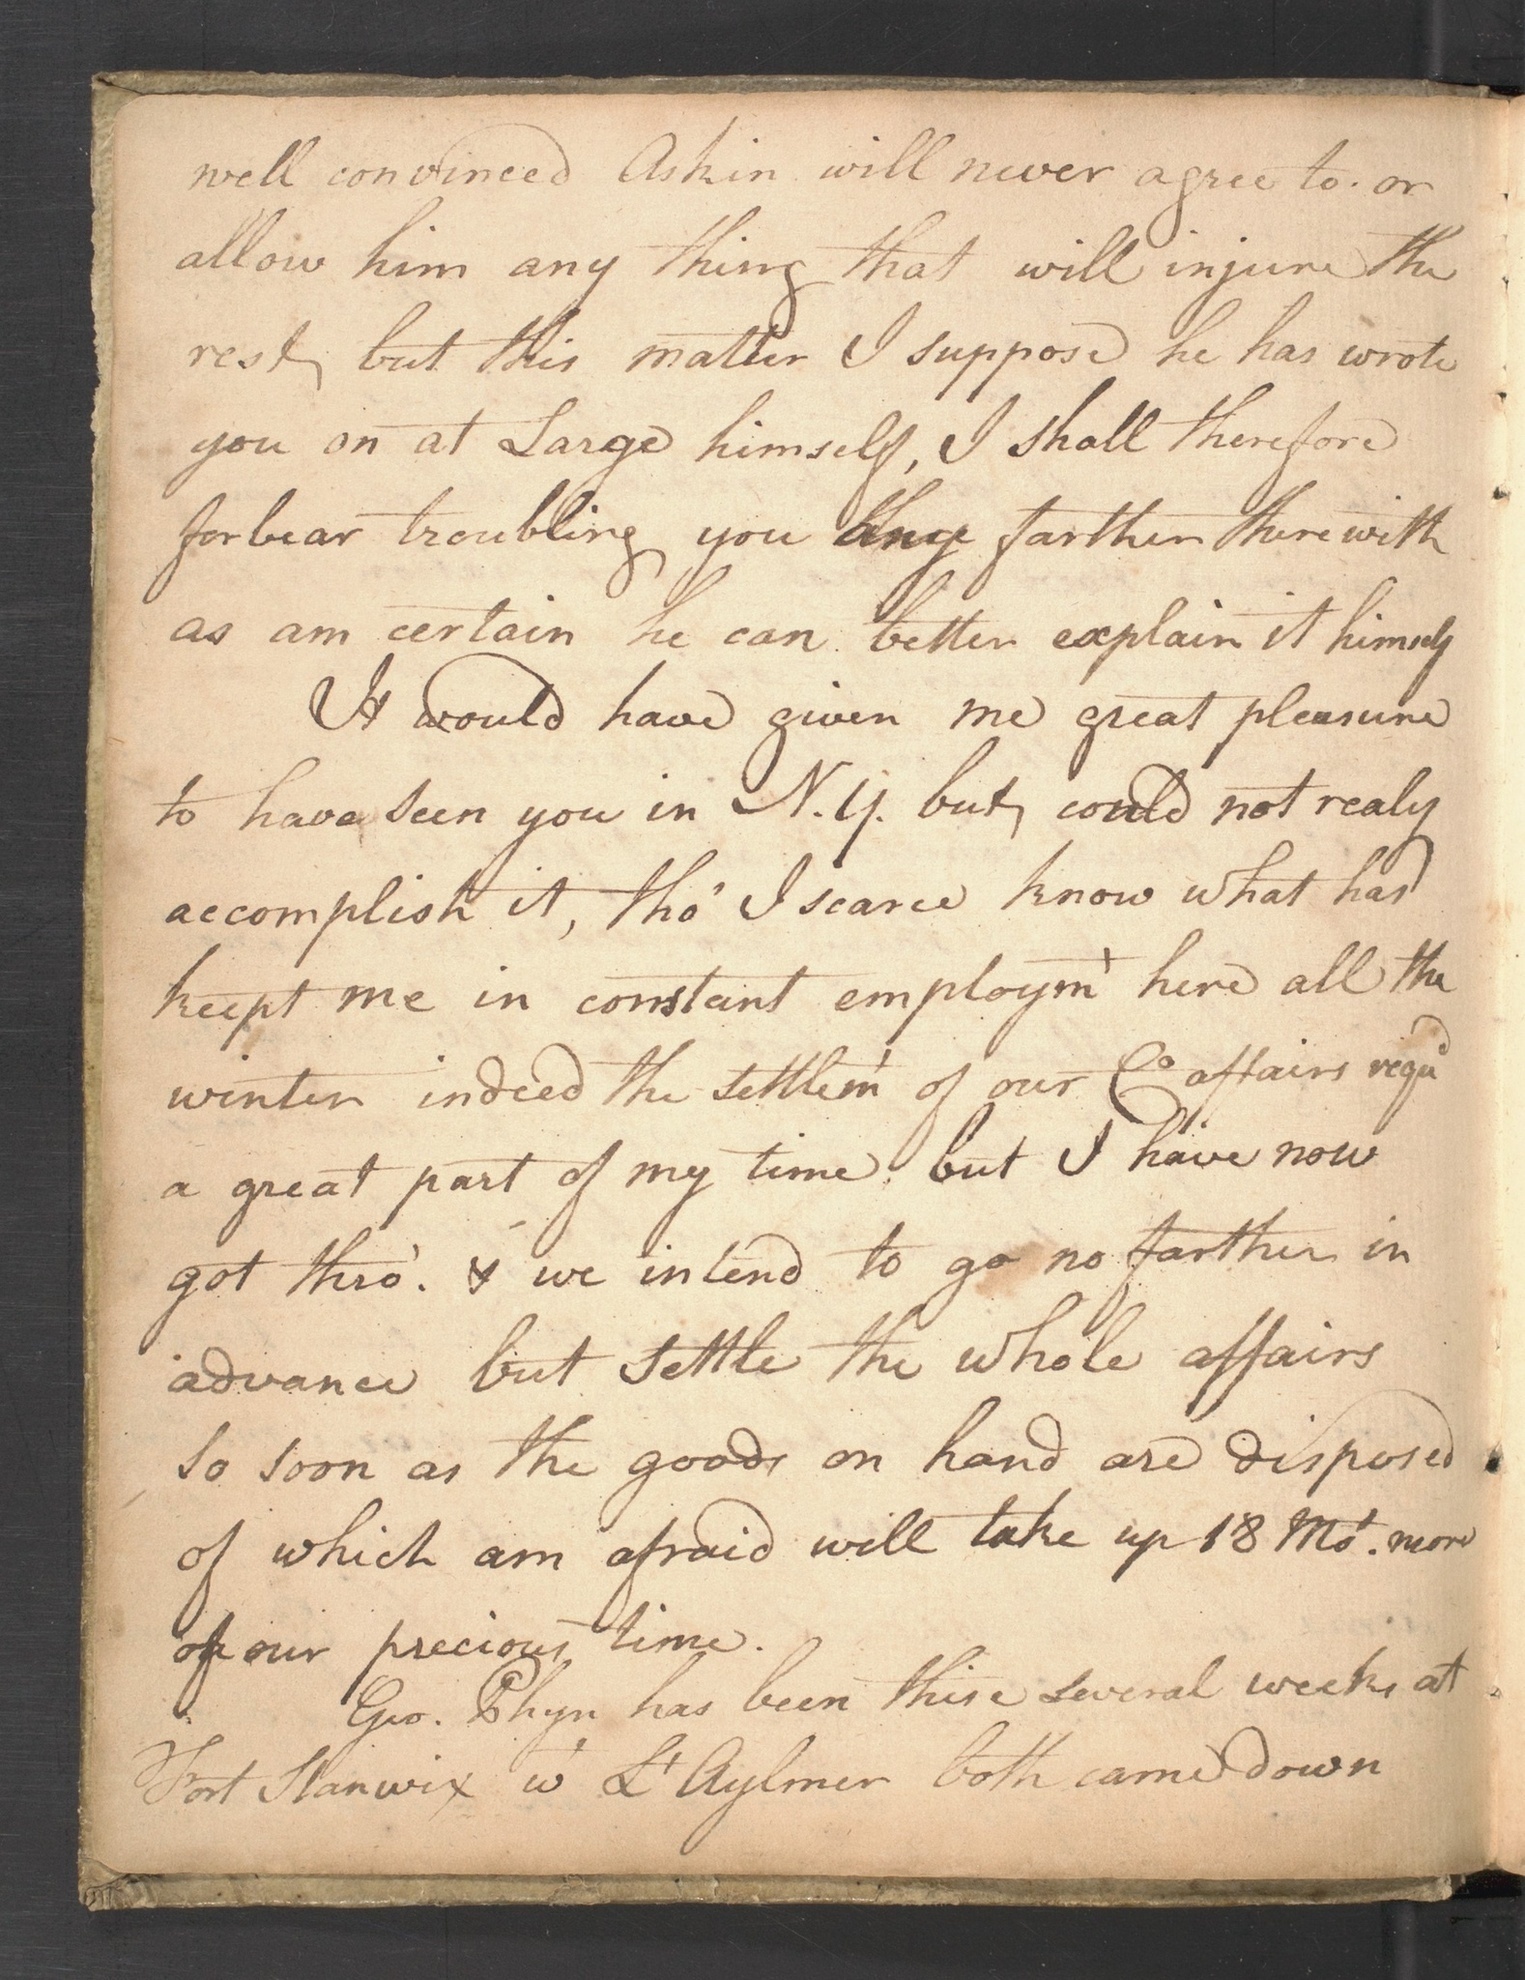 well convinced Askin will never agree to. or
allow him any thing that will injure the
rest, but this matter I suppose he has wrote
you on at Large himself, I shall therefore
forbear troubling you any farther therewith
as am certain he can better explain it himself
It would have given me great pleasure
to have seen you in N.Y. but, could not realy
accomplish it, tho' I scarce know what has
keept me in constant employmt here all the
winter indeed the settlemt of our Co affairs requd
a great part of my time. but I have now
got thro'. & we intend to go no farther in
advance but settle the whole affairs
so soon as the goods on hand are disposed
of which am afraid will take up 18 Mos. more
of our precious time.
Geo. Phyn has been these several weeks at
Fort Stanwix wt Lt Aylmer both came down